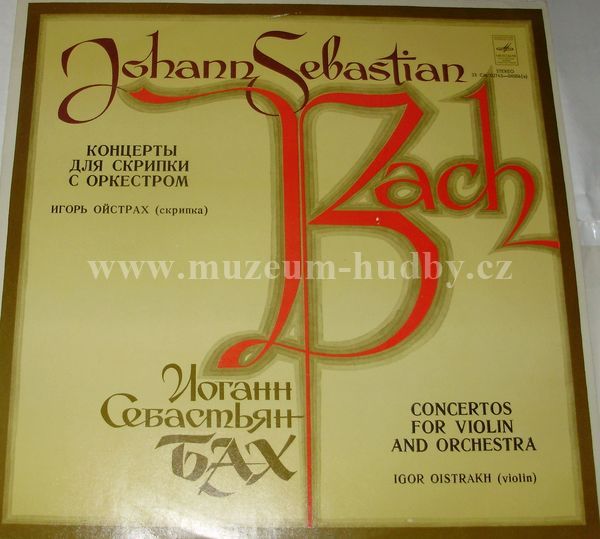 Johann Sebastian
Bach
STEREO
КОНЦЕРТЫ
ДЛЯ СКРИПКИ
С ОРКЕСТРОМ
ИГОРЬ ОЙСТРАХ (скрипка)
www.muzeum-hudby.cz
Иоганн
Себастьян
БАХ
CONCERTOS
FOR VIOLIN
AND ORCHESTRA
IGOR OISTRAKH (violin)